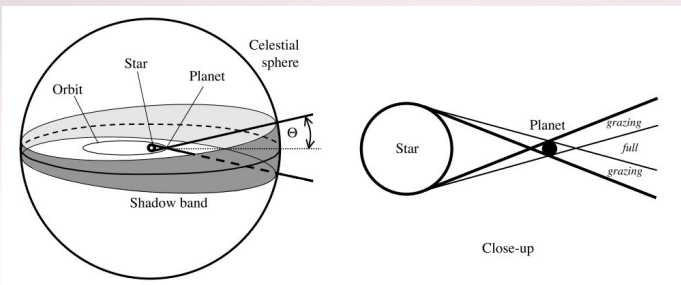 Celestial
sphere
Star
Planet
Orbit
Θ
Shadow band
Star
Planet
grazing
full
grazing
Close-up